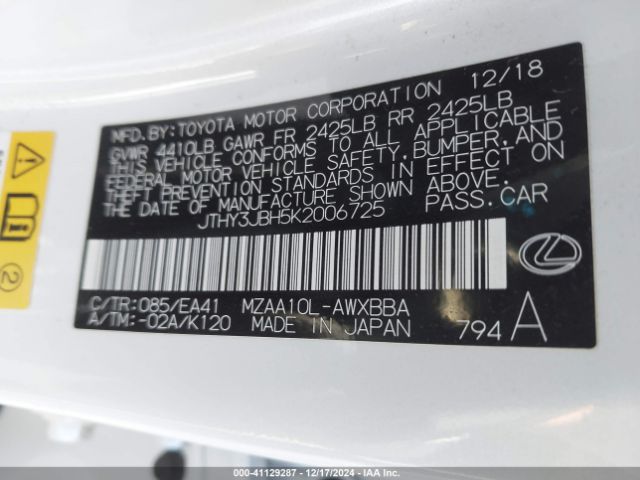 MFD. BY: TOYOTA MOTOR CORPORATION 12/18
GVWR 4410LB GAWR FR 2425LB RR 2425LB
THIS VEHICLE CONFORMS TO ALL APPLICABLE
FEDERAL MOTOR VEHICLE SAFETY, BUMPER, AND
THEFT PREVENTION STANDARDS IN EFFECT ON
THE DATE OF MANUFACTURE SHOWN ABOVE.
JTHY3JBH5K2006725 PASS. CAR
C/TR: 085/EA41 MZAA10L-AWXBBA
A/TM: -02A/K120 MADE IN JAPAN 794 A
2
000-41129287 - 12/17/2024 - IAAI.COM